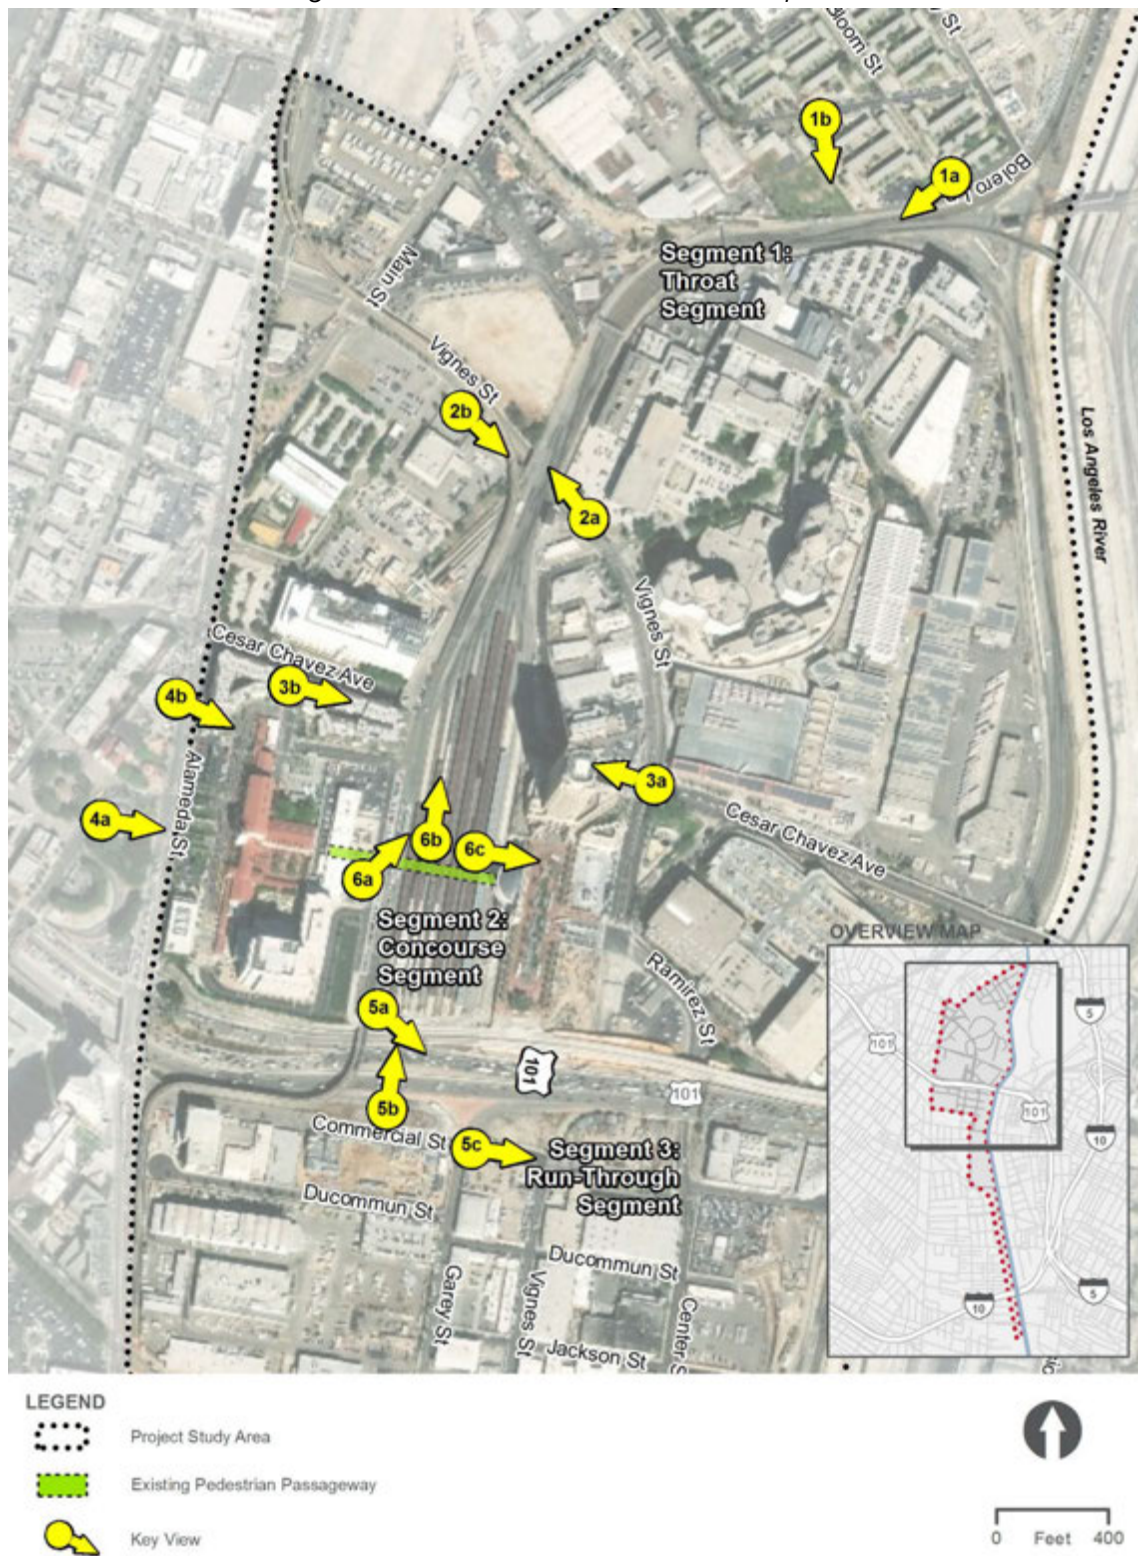 Bloom St
St
1b
1a
Bolero
Segment 1:
Throat
Segment
Main St
Vignes St
2b
2a
Los Angeles River
Vignes St
Cesar Chavez Ave
3b
4b
3a
Alameda St
4a
6b
6c
6a
Cesar Chavez Ave
Segment 2:
Concourse
Segment
Ramirez St
5a
101
101
5b
Commercial St
5c
Segment 3:
Run-Through
Segment
Ducommun St
Ducommun St
Garey St
Vignes St
Center S
Jackson St
OVERVIEW MAP
5
101
101
10
10
5
LEGEND
Project Study Area
Existing Pedestrian Passageway
Key View
0 Feet 400